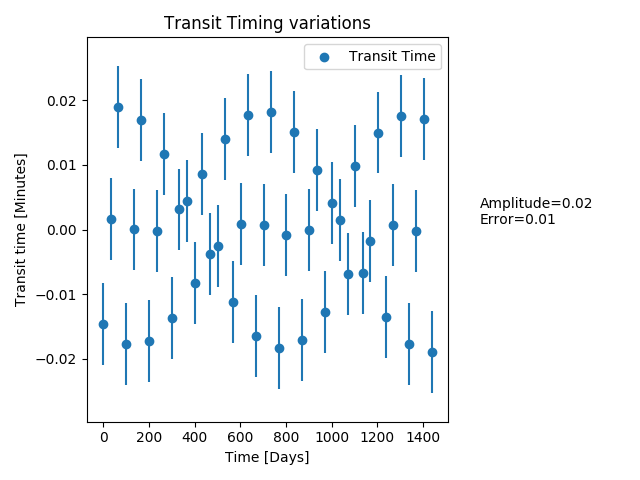 Transit Timing variations
Transit Time
Transit time [Minutes]
0.02
0.01
0.00
−0.01
−0.02
0 200 400 600 800 1000 1200 1400
Time [Days]
Amplitude=0.02
Error=0.01